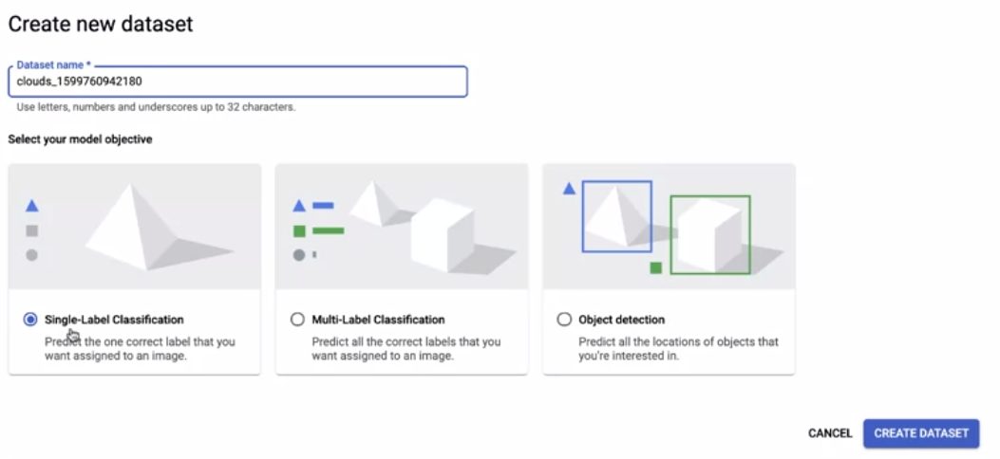 Create new dataset
Dataset name *
clouds_1599760942180
Use letters, numbers and underscores up to 32 characters.
Select your model objective
Single-Label Classification
Predict the one correct label that you
want assigned to an image.
Multi-Label Classification
Predict all the correct labels that you
want assigned to an image.
Object detection
Predict all the locations of objects that
you're interested in.
CANCEL
CREATE DATASET